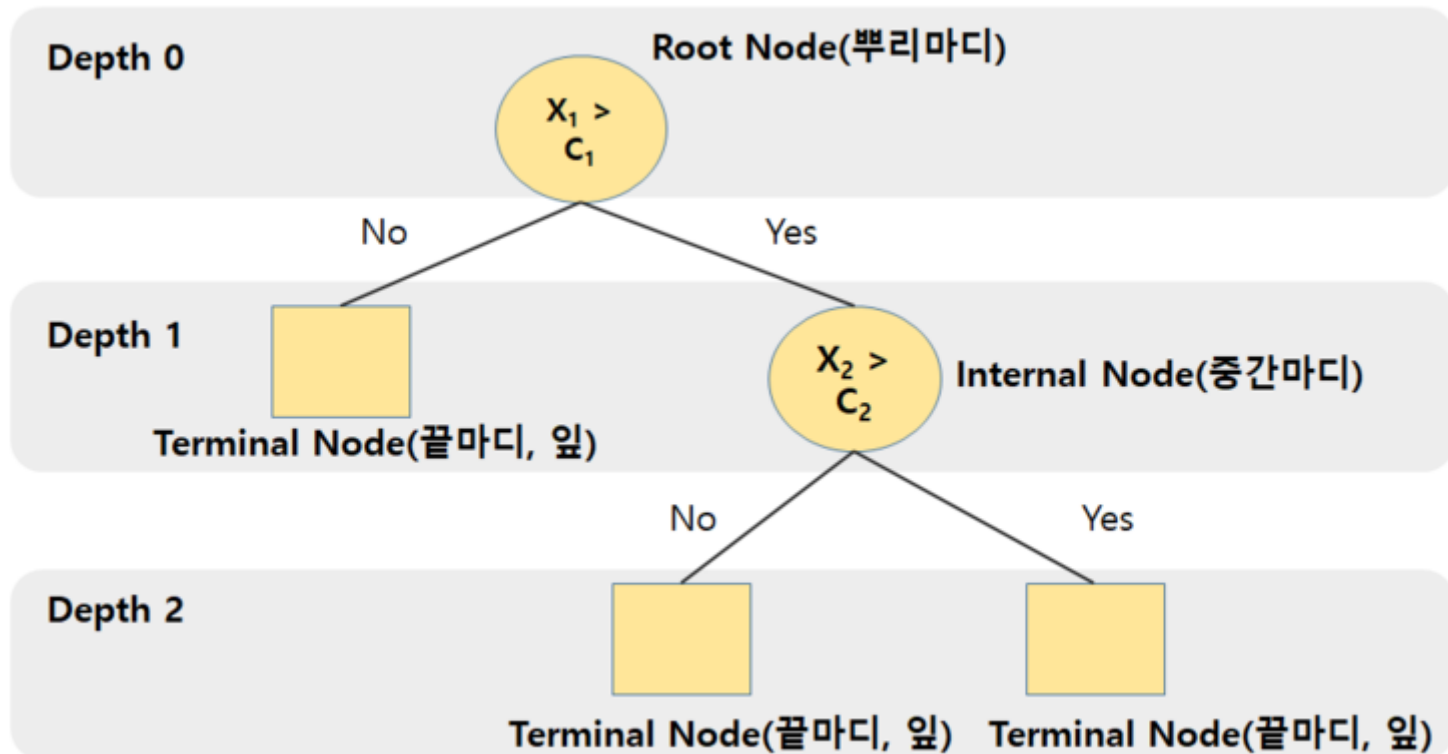 Depth 0
Root Node(뿌리마디)
X₁ >
C₁
No
Yes
Depth 1
X₂ >
C₂
Internal Node(중간마디)
Terminal Node(끝마디, 잎)
No
Yes
Depth 2
Terminal Node(끝마디, 잎)
Terminal Node(끝마디, 잎)